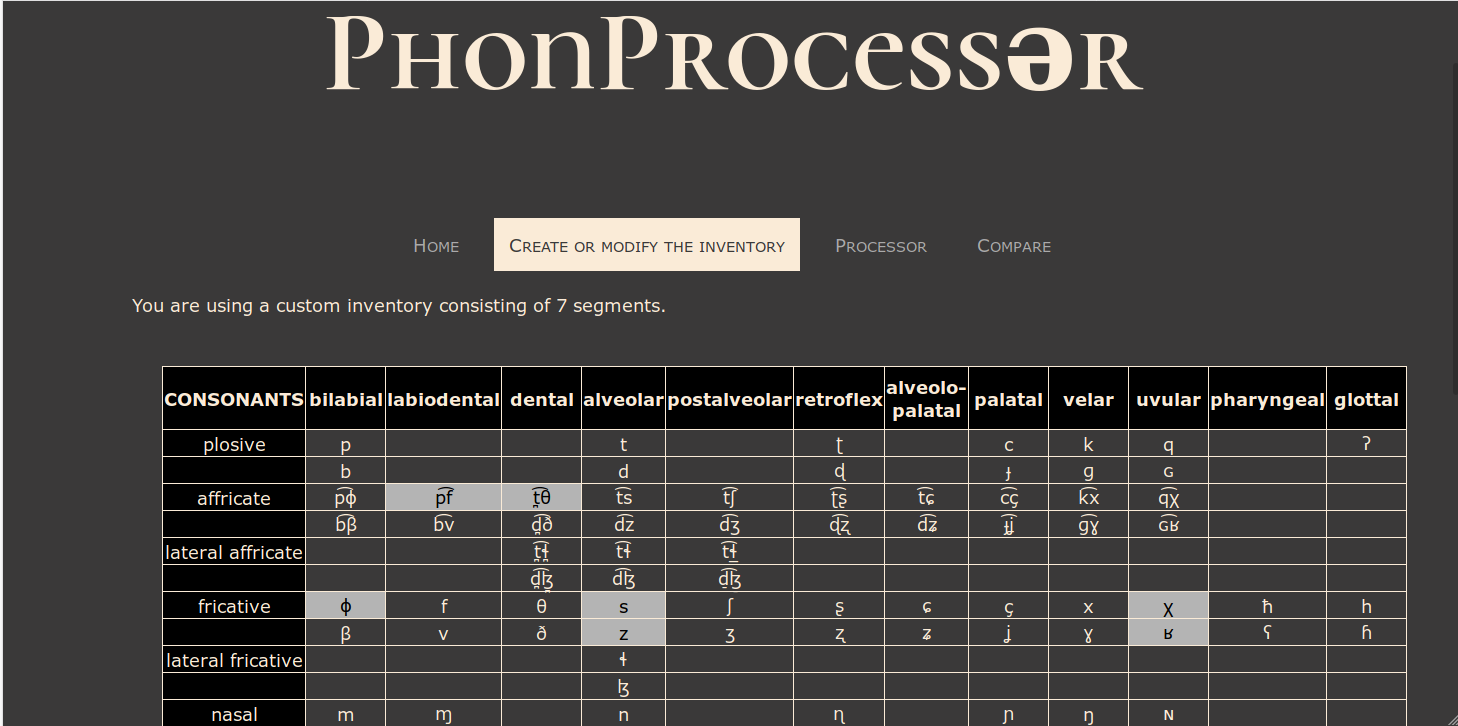 PhonProcessər
Home Create or modify the inventory Processor Compare
You are using a custom inventory consisting of 7 segments.
CONSONANTS bilabial labiodental dental alveolar postalveolar retroflex alveolo-palatal palatal velar uvular pharyngeal glottal
plosive p t ʈ c k q ʔ
b d ɖ ɟ ɡ ɢ
affricate p͡ɸ p͡f t̪͡θ t͡s t͡ʃ ʈ͡ʂ t͡ɕ c͡ç k͡x q͡χ
b͡β b͡v d̪͡ð d͡z d͡ʒ ɖ͡ʐ d͡ʑ ɟ͡ʝ ɡ͡ɣ ɢ͡ʁ
lateral affricate t̪͡ɬ̪ t͡ɬ t̠͡ɬ̠
d̪͡ɮ̪ d͡ɮ d̠͡ɮ
fricative ɸ f θ s ʃ ʂ ɕ ç x χ ħ h
β v ð z ʒ ʐ ʑ ʝ ɣ ʁ ʕ ɦ
lateral fricative ɬ
ɮ
nasal m ɱ n ɳ ɲ ŋ ɴ